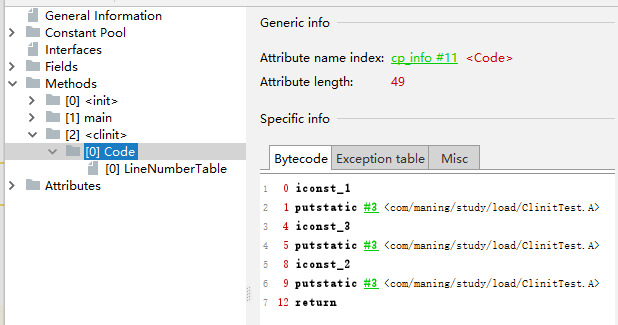 General Information
Constant Pool
Interfaces
Fields
Methods
[0] <init>
[1] main
[2] <clinit>
[0] Code
[0] LineNumberTable
Attributes
Generic info
Attribute name index: cp_info #11 <Code>
Attribute length: 49
Specific info
Bytecode Exception table Misc
1 0 iconst_1
2 1 putstatic #3 <com/maning/study/load/ClinitTest.A>
3 4 iconst_3
4 5 putstatic #3 <com/maning/study/load/ClinitTest.A>
5 8 iconst_2
6 9 putstatic #3 <com/maning/study/load/ClinitTest.A>
7 12 return